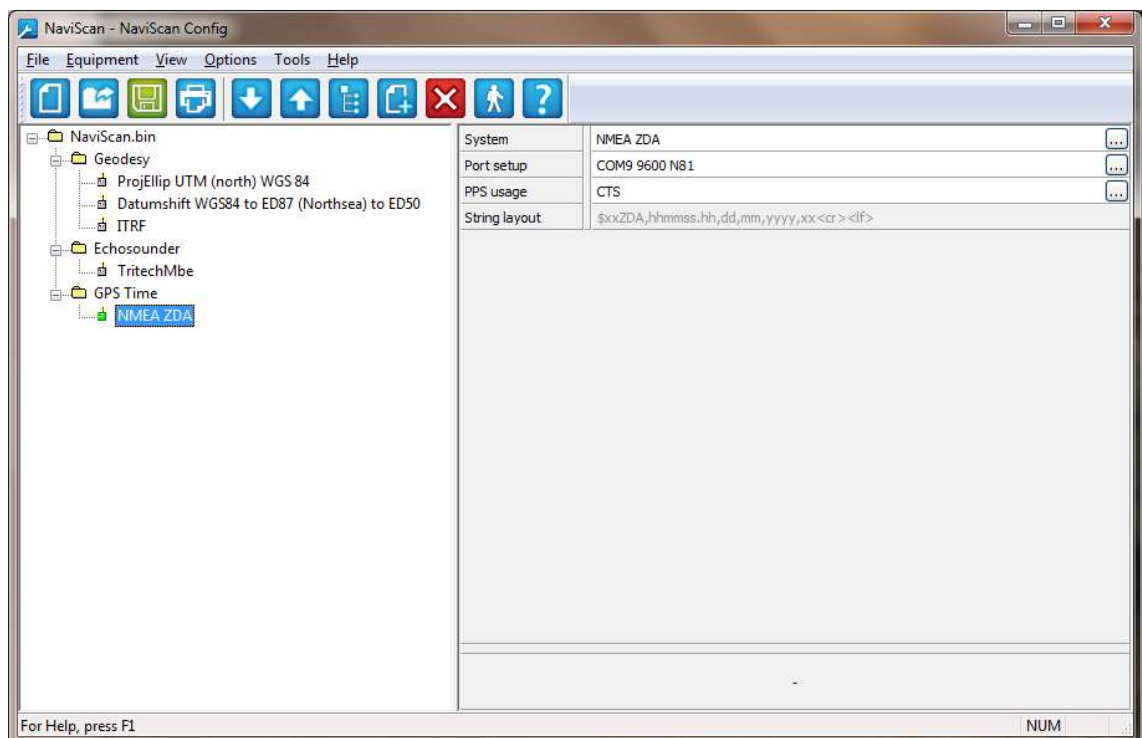 NaviScan - NaviScan Config
File Equipment View Options Tools Help
NaviScan.bin
Geodesy
ProjEllip UTM (north) WGS 84
Datumshift WGS84 to ED87 (Northsea) to ED50
ITRF
Echosounder
TritechMbe
GPS Time
NMEA ZDA
System NMEA ZDA ...
Port setup COM9 9600 N81 ...
PPS usage CTS ...
String layout $xxZDA,hhmmss.hh,dd,mm,yyyy,xx<cr><lf>
-
For Help, press F1 NUM